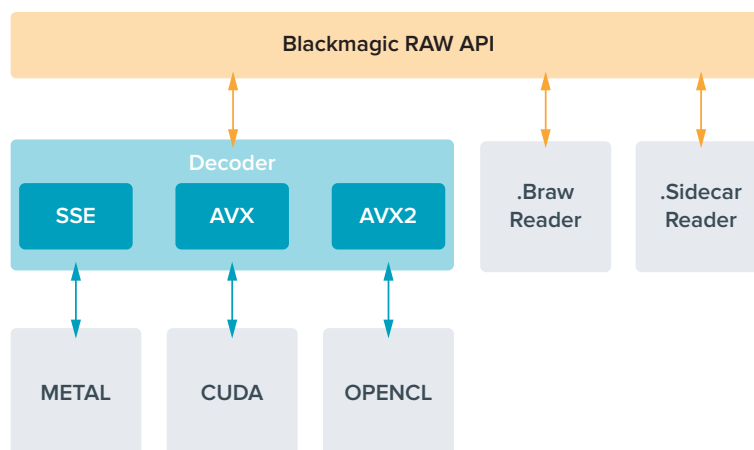 Blackmagic RAW API
Decoder
SSE
AVX
AVX2
.Braw
Reader
.Sidecar
Reader
METAL
CUDA
OPENCL